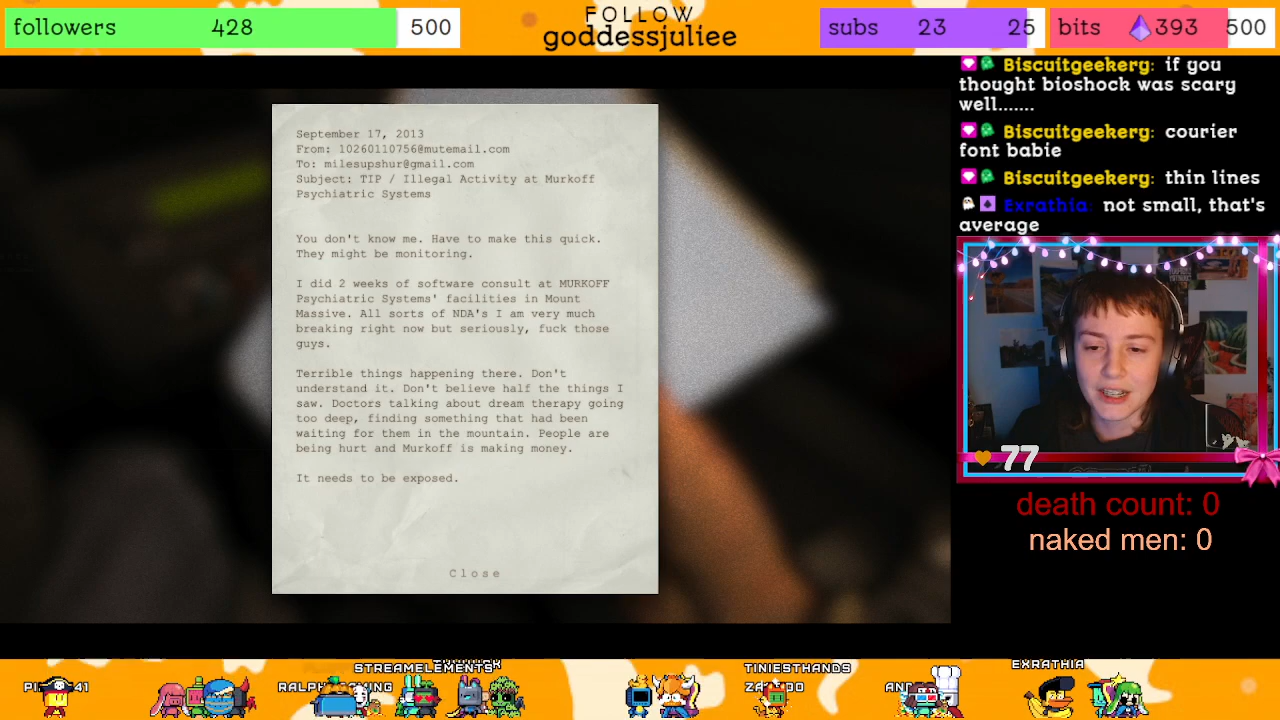 followers 428 500
FOLLOW
goddessjuliee
subs 23 25
bits 393 500
September 17, 2013
From: 10260110756@mutemail.com
To: milesupshur@gmail.com
Subject: TIP / Illegal Activity at Murkoff
Psychiatric Systems
You don't know me. Have to make this quick.
They might be monitoring.
I did 2 weeks of software consult at MURKOFF
Psychiatric Systems' facilities in Mount
Massive. All sorts of NDA's I am very much
breaking right now but seriously, fuck those
guys.
Terrible things happening there. Don't
understand it. Don't believe half the things I
saw. Doctors talking about dream therapy going
too deep, finding something that had been
waiting for them in the mountain. People are
being hurt and Murkoff is making money.
It needs to be exposed.
Close
Biscuitgeekery: if you
thought bioshock was scary
well.......
Biscuitgeekery: courier
font babie
Biscuitgeekery: thin lines
Exrathia: not small, that's
average
77
death count: 0
naked men: 0
STREAMELEMENTS
TINIESTHANDS
EXRATHIA